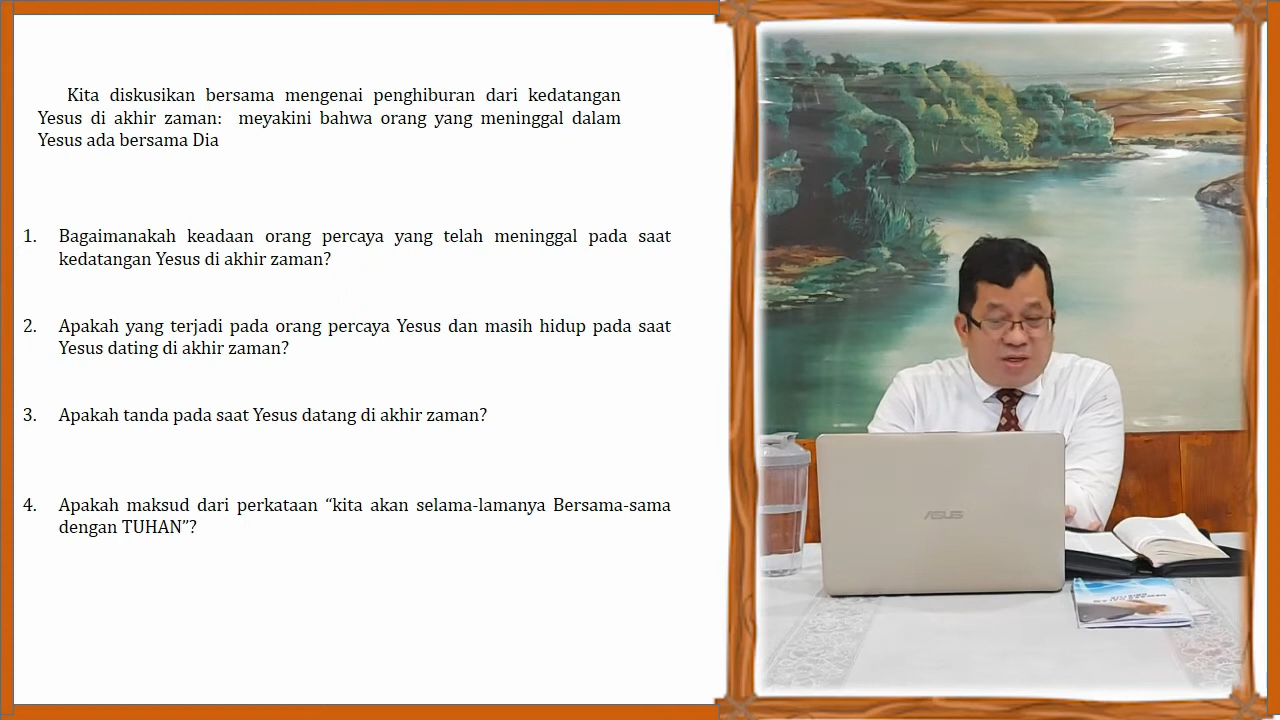 Kita diskusikan bersama mengenai penghiburan dari kedatangan
Yesus di akhir zaman: meyakini bahwa orang yang meninggal dalam
Yesus ada bersama Dia
1. Bagaimanakah keadaan orang percaya yang telah meninggal pada saat
kedatangan Yesus di akhir zaman?
2. Apakah yang terjadi pada orang percaya Yesus dan masih hidup pada saat
Yesus dating di akhir zaman?
3. Apakah tanda pada saat Yesus datang di akhir zaman?
4. Apakah maksud dari perkataan “kita akan selama-lamanya Bersama-sama
dengan TUHAN”?
ASUS